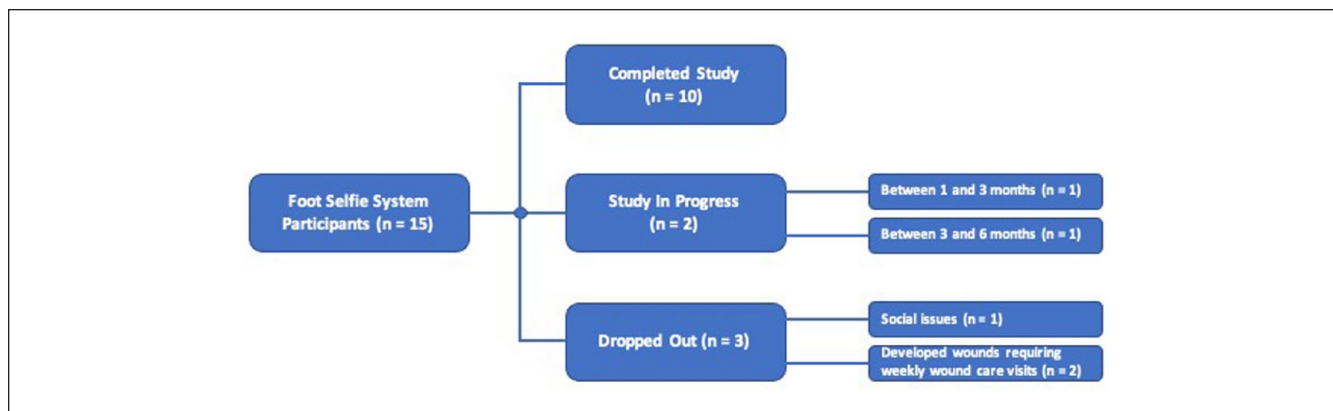 Foot Selfie System
Participants (n = 15)
Completed Study
(n = 10)
Study In Progress
(n = 2)
Between 1 and 3 months (n = 1)
Between 3 and 6 months (n = 1)
Dropped Out (n = 3)
Social issues (n = 1)
Developed wounds requiring
weekly wound care visits (n = 2)